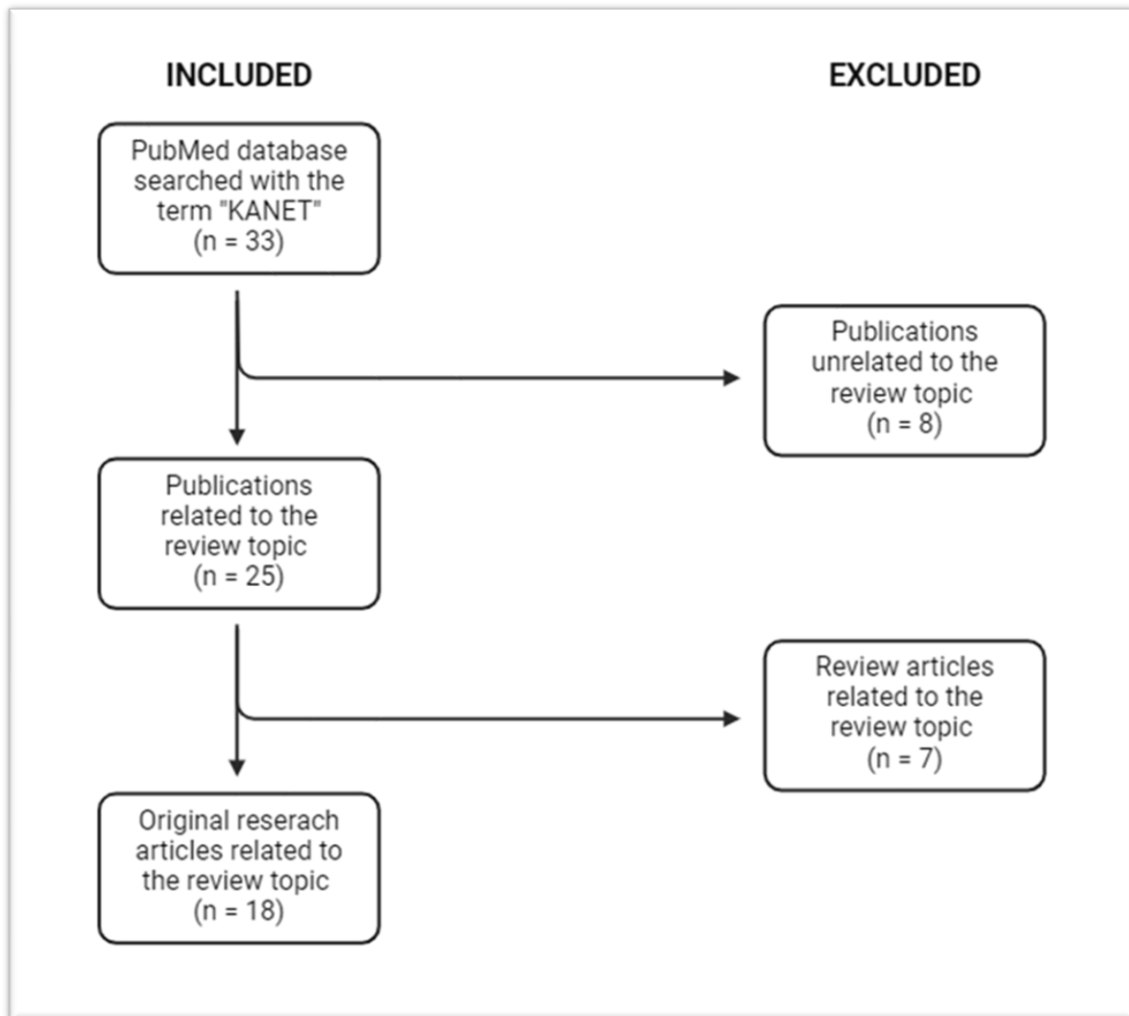 INCLUDED
EXCLUDED
PubMed database
searched with the
term "KANET"
(n = 33)
Publications
unrelated to the
review topic
(n = 8)
Publications
related to the
review topic
(n = 25)
Review articles
related to the
review topic
(n = 7)
Original reserach
articles related to
the review topic
(n = 18)